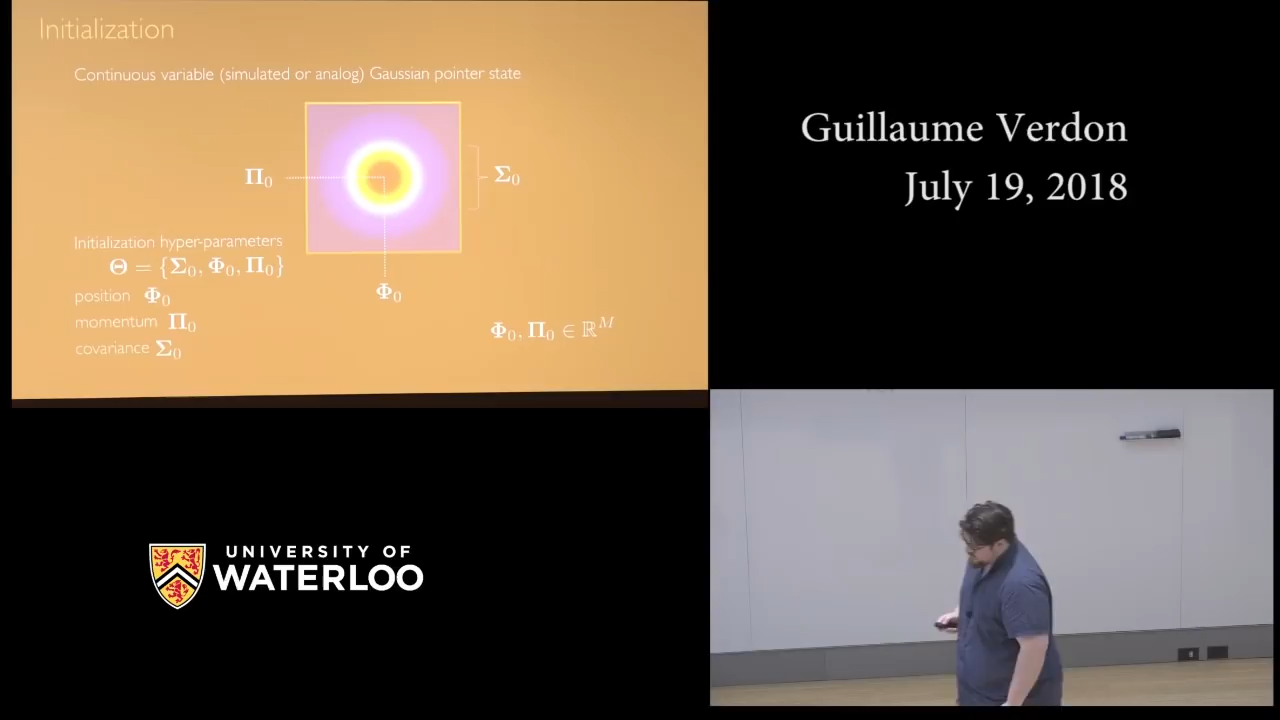 Initialization
Continuous variable (simulated or analog) Gaussian pointer state
Π₀
Σ₀
Φ₀
Initialization hyper-parameters
Θ = {Σ₀, Φ₀, Π₀}
position Φ₀
momentum Π₀
covariance Σ₀
Φ₀, Π₀ ∈ ℝᴹ
Guillaume Verdon
July 19, 2018
UNIVERSITY OF
WATERLOO